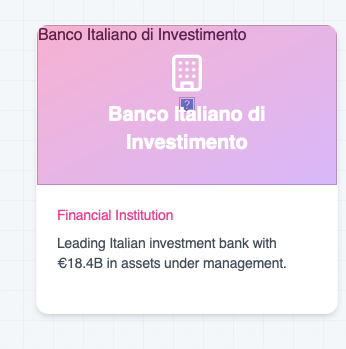 Banco Italiano di Investimento
?
Banco Italiano di
Investimento
Financial Institution
Leading Italian investment bank with
€18.4B in assets under management.